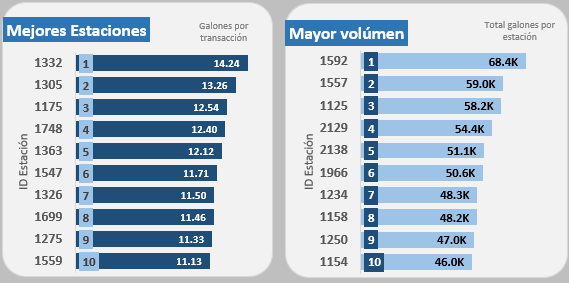 Mejores Estaciones
Galones por
transacción
ID Estación
1332 1 14.24
1305 2 13.26
1175 3 12.54
1748 4 12.40
1363 5 12.12
1547 6 11.71
1326 7 11.50
1699 8 11.46
1275 9 11.33
1559 10 11.13
Mayor volúmen
Total galones por
estación
ID Estación
1592 1 68.4K
1557 2 59.0K
1125 3 58.2K
2129 4 54.4K
2138 5 51.1K
1966 6 50.6K
1234 7 48.3K
1158 8 48.2K
1250 9 47.0K
1154 10 46.0K